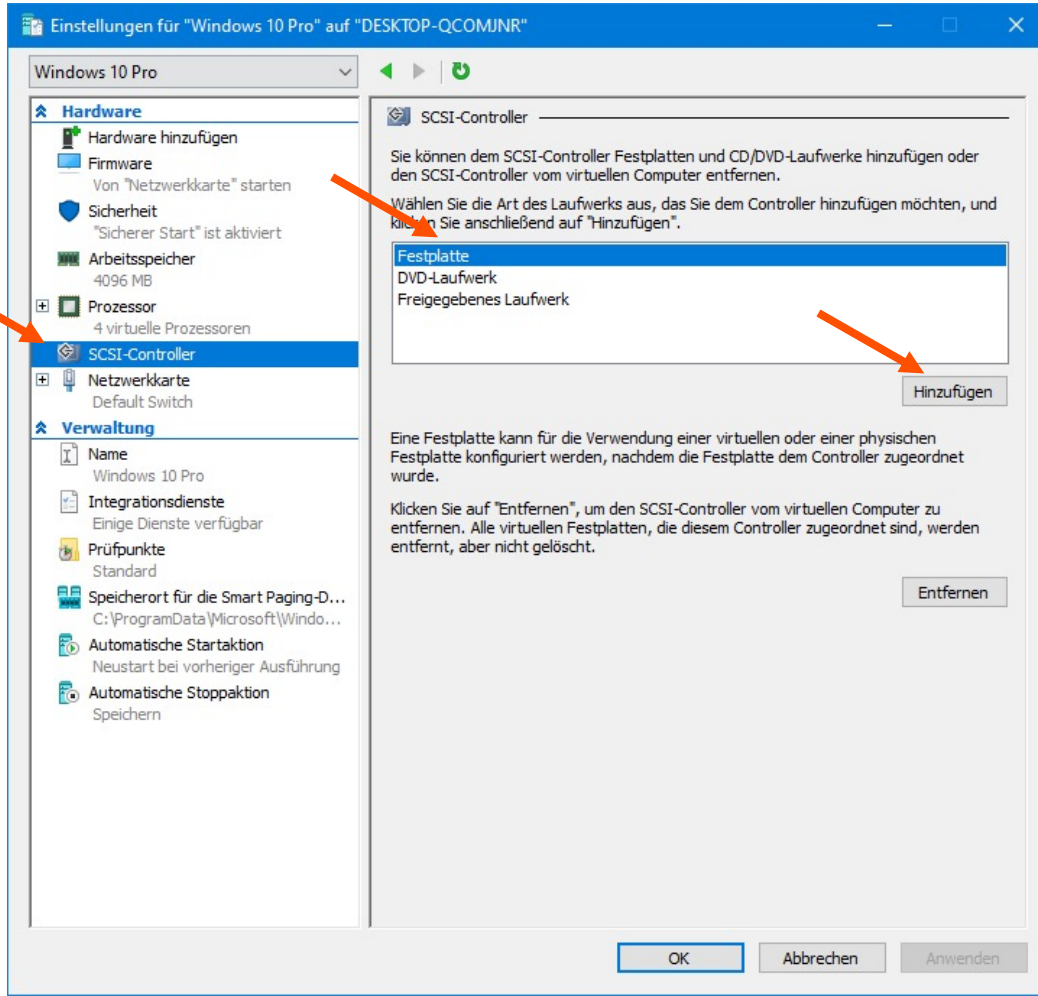 Einstellungen für "Windows 10 Pro" auf "DESKTOP-QCOMJNR"
Windows 10 Pro
Hardware
Hardware hinzufügen
Firmware
Von "Netzwerkkarte" starten
Sicherheit
"Sicherer Start" ist aktiviert
Arbeitsspeicher
4096 MB
Prozessor
4 virtuelle Prozessoren
SCSI-Controller
Netzwerkkarte
Default Switch
Verwaltung
Name
Windows 10 Pro
Integrationsdienste
Einige Dienste verfügbar
Prüfpunkte
Standard
Speicherort für die Smart Paging-D...
C:\ProgramData\Microsoft\Windo...
Automatische Startaktion
Neustart bei vorheriger Ausführung
Automatische Stoppaktion
Speichern
SCSI-Controller
Sie können dem SCSI-Controller Festplatten und CD/DVD-Laufwerke hinzufügen oder
den SCSI-Controller vom virtuellen Computer entfernen.
Wählen Sie die Art des Laufwerks aus, das Sie dem Controller hinzufügen möchten, und
klicken Sie anschließend auf "Hinzufügen".
Festplatte
DVD-Laufwerk
Freigegebenes Laufwerk
Hinzufügen
Eine Festplatte kann für die Verwendung einer virtuellen oder einer physischen
Festplatte konfiguriert werden, nachdem die Festplatte dem Controller zugeordnet
wurde.
Klicken Sie auf "Entfernen", um den SCSI-Controller vom virtuellen Computer zu
entfernen. Alle virtuellen Festplatten, die diesem Controller zugeordnet sind, werden
entfernt, aber nicht gelöscht.
Entfernen
OK
Abbrechen
Anwenden